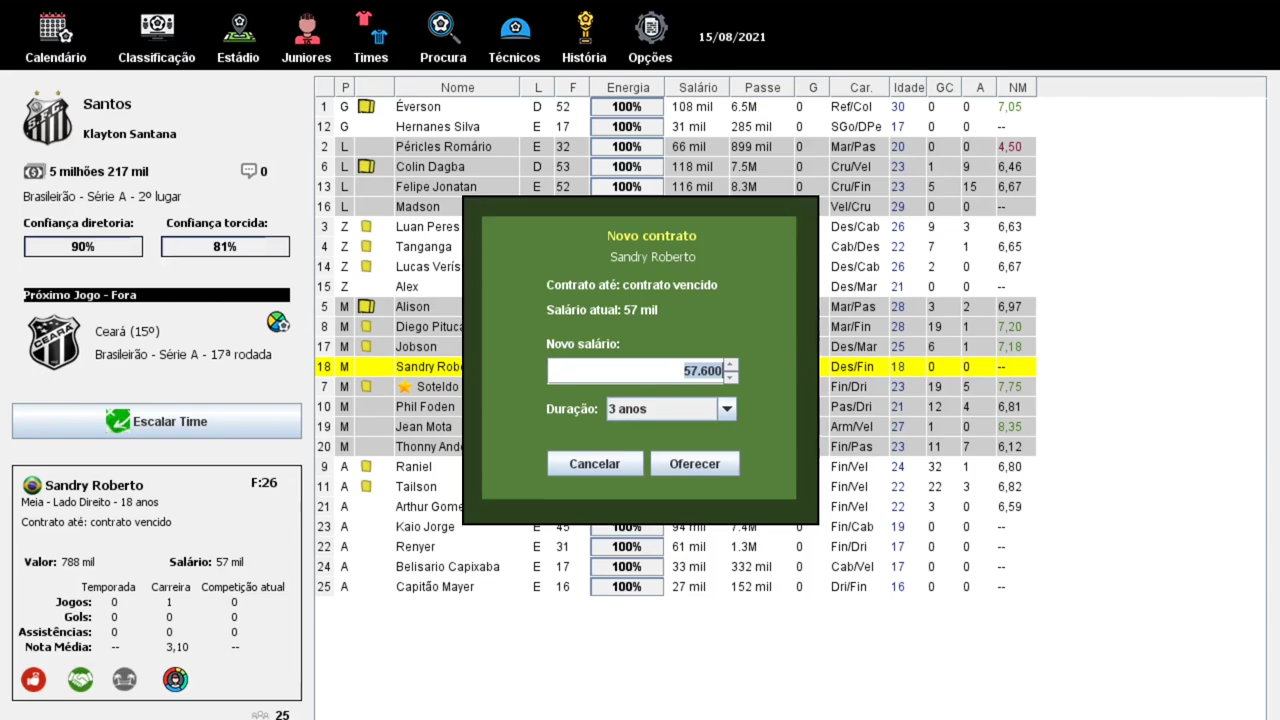 Calendário Classificação Estádio Juniores Times Procura Técnicos História Opções 15/08/2021
Santos
Klayton Santana
5 milhões 217 mil 0
Brasileirão - Série A - 2º lugar
Confiança diretoria: Confiança torcida:
90% 81%
Próximo Jogo - Fora
CEARÁ
Ceará (15º)
Brasileirão - Série A - 17ª rodada
Escalar Time
Sandry Roberto F:26
Meia - Lado Direito - 18 anos
Contrato até: contrato vencido
Valor: 788 mil Salário: 57 mil
Temporada Carreira Competição atual
Jogos: 0 1 0
Gols: 0 0 0
Assistências: 0 0 0
Nota Média: -- 3,10 --
25
P Nome L F Energia Salário Passe G Car. Idade GC A NM
1 G Éverson D 52 100% 108 mil 6.5M 0 Ref/Col 30 0 0 7,05
12 G Hernanes Silva E 17 100% 31 mil 285 mil 0 SGo/DPe 17 0 0 --
2 L Péricles Romário E 32 100% 66 mil 899 mil 0 Mar/Pas 20 0 0 4,50
6 L Colin Dagba D 53 100% 118 mil 7.5M 0 Cru/Vel 23 1 9 6,46
13 L Felipe Jonatan E 52 100% 116 mil 8.3M 0 Cru/Fin 23 5 15 6,67
16 L Madson Vel/Cru 29 0 0 --
3 Z Luan Peres Des/Cab 26 9 3 6,63
4 Z Tanganga Cab/Des 22 7 1 6,65
14 Z Lucas Verís Des/Cab 26 2 0 6,67
15 Z Alex Des/Mar 21 0 0 --
5 M Alison Mar/Pas 28 3 2 6,97
8 M Diego Pituca Mar/Fin 28 19 1 7,20
17 M Jobson Des/Mar 25 6 1 7,18
18 M Sandry Robe Des/Fin 18 0 0 --
7 M Soteldo Fin/Dri 23 19 5 7,75
10 M Phil Foden Pas/Dri 21 12 4 6,81
19 M Jean Mota Arm/Vel 27 1 0 8,35
20 M Thonny And Fin/Pas 23 11 7 6,12
9 A Raniel Fin/Vel 24 32 1 6,80
11 A Tailson Fin/Vel 22 22 3 6,82
21 A Arthur Gome Fin/Vel 22 3 0 6,59
23 A Kaio Jorge E 45 100% 94 mil 7.4M 0 Fin/Cab 19 0 0 --
22 A Renyer E 31 100% 61 mil 1.3M 0 Fin/Dri 17 0 0 --
24 A Belisario Capixaba E 17 100% 33 mil 332 mil 0 Cab/Vel 17 0 0 --
25 A Capitão Mayer E 16 100% 27 mil 152 mil 0 Dri/Fin 16 0 0 --
Novo contrato
Sandry Roberto
Contrato até: contrato vencido
Salário atual: 57 mil
Novo salário:
57.600
Duração: 3 anos
Cancelar Oferecer